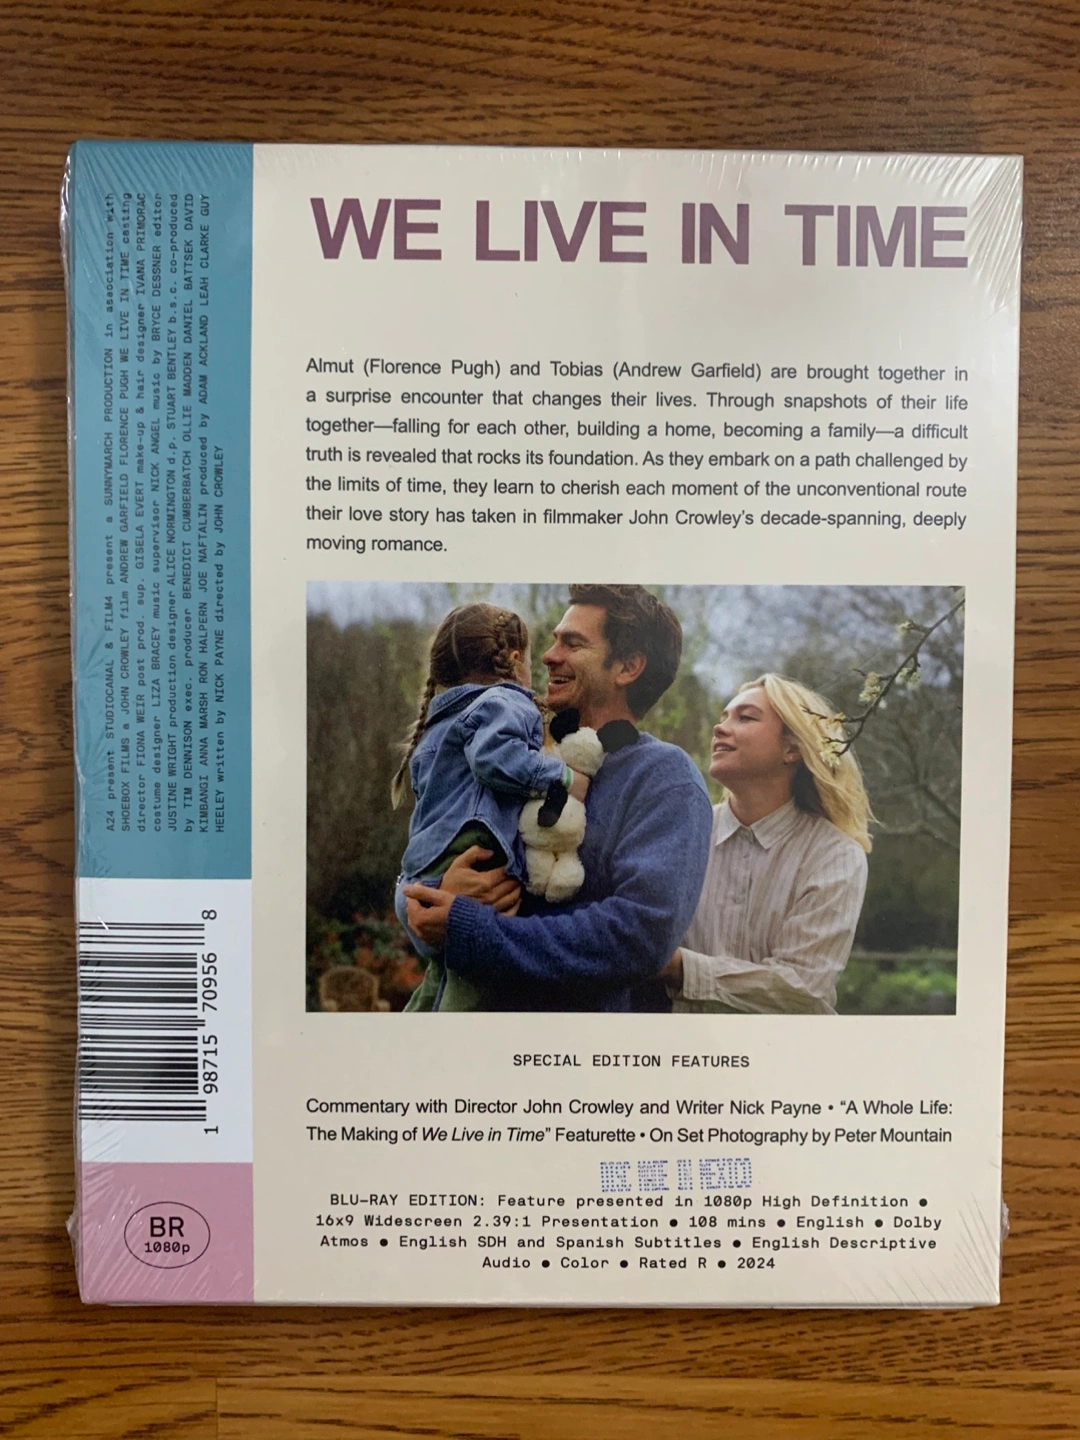 WE LIVE IN TIME
Almut (Florence Pugh) and Tobias (Andrew Garfield) are brought together in
a surprise encounter that changes their lives. Through snapshots of their life
together—falling for each other, building a home, becoming a family—a difficult
truth is revealed that rocks its foundation. As they embark on a path challenged by
the limits of time, they learn to cherish each moment of the unconventional route
their love story has taken in filmmaker John Crowley's decade-spanning, deeply
moving romance.
SPECIAL EDITION FEATURES
Commentary with Director John Crowley and Writer Nick Payne • "A Whole Life:
The Making of We Live in Time" Featurette • On Set Photography by Peter Mountain
BLU-RAY EDITION: Feature presented in 1080p High Definition ●
16x9 Widescreen 2.39:1 Presentation ● 108 mins ● English ● Dolby
Atmos ● English SDH and Spanish Subtitles ● English Descriptive
Audio ● Color ● Rated R ● 2024
A24 present STUDIOCANAL & FILM4 present a SUNNYMARCH PRODUCTION in association with
SHOEBOX FILMS a JOHN CROWLEY film ANDREW GARFIELD FLORENCE PUGH WE LIVE IN TIME casting
director FIONA WEIR post prod. sup. GISELA EVERT make-up & hair designer IVANA PRIMORAC
costume designer LIZA BRACEY music supervisor NICK ANGEL music by BRYCE DESSNER editor
JUSTINE WRIGHT production designer ALICE NORMINGTON d.p. STUART BENTLEY b.s.c. co-produced
by TIM DENNISON exec. producer BENEDICT CUMBERBATCH OLLIE MADDEN DANIEL BATTSEK DAVID
KIMBANGI ANNA MARSH RON HALPERN JOE NAFTALIN produced by ADAM ACKLAND LEAH CLARKE GUY
HEELEY written by NICK PAYNE directed by JOHN CROWLEY
1 98715 70956 8
BR
1080p